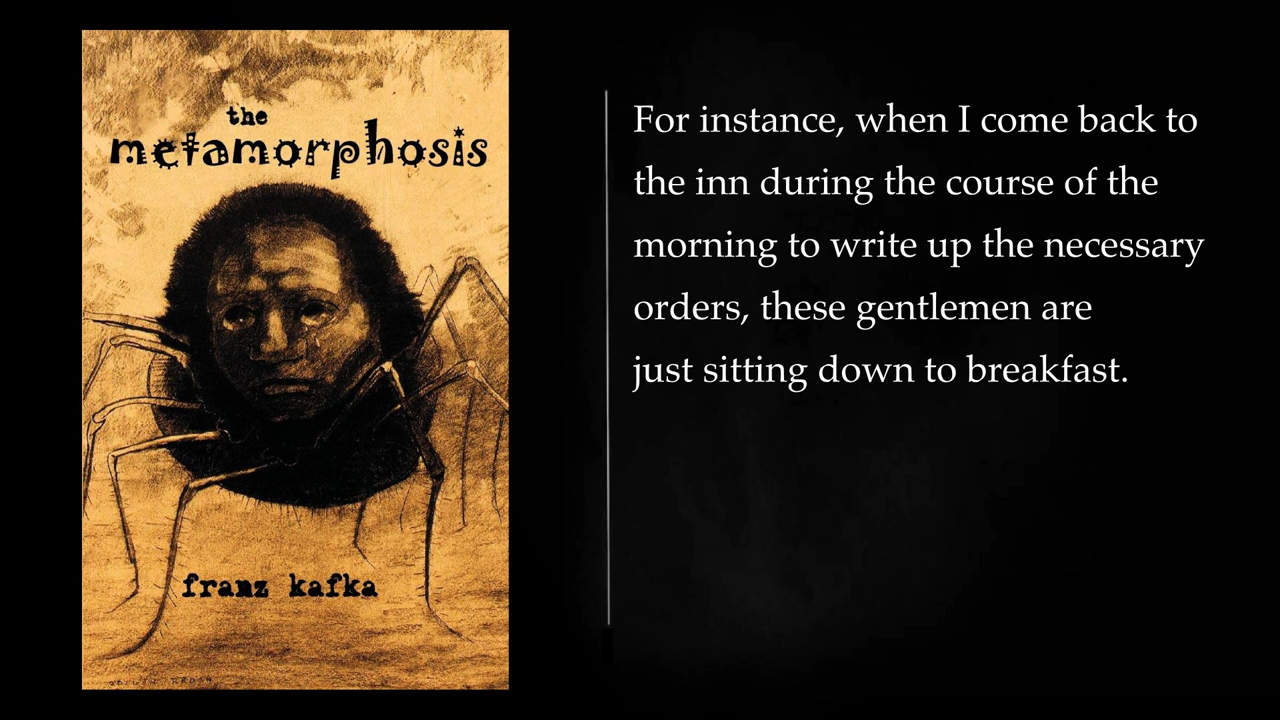 the
metamorphosis
franz kafka
For instance, when I come back to
the inn during the course of the
morning to write up the necessary
orders, these gentlemen are
just sitting down to breakfast.